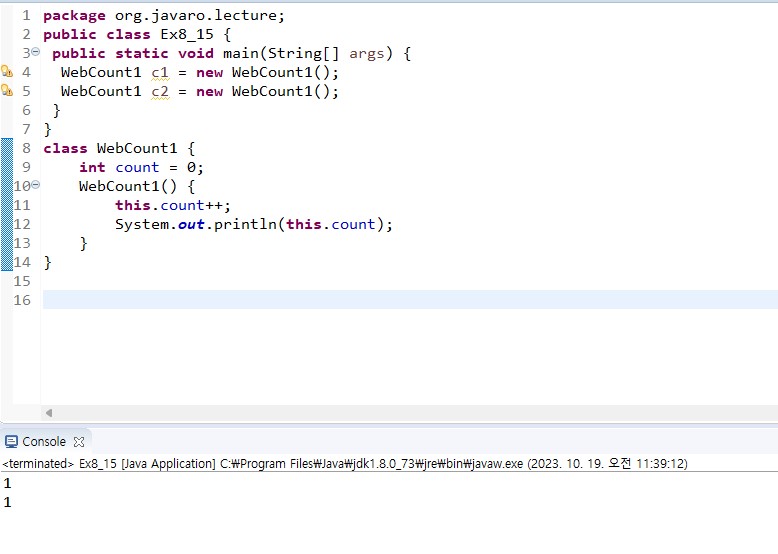 1 package org.javaro.lecture;
2 public class Ex8_15 {
3 public static void main(String[] args) {
4 WebCount1 c1 = new WebCount1();
5 WebCount1 c2 = new WebCount1();
6 }
7 }
8 class WebCount1 {
9 int count = 0;
10 WebCount1() {
11 this.count++;
12 System.out.println(this.count);
13 }
14 }
15
16
Console
<terminated> Ex8_15 [Java Application] C:₩Program Files₩Java₩jdk1.8.0_73₩jre₩bin₩javaw.exe (2023. 10. 19. 오전 11:39:12)
1
1